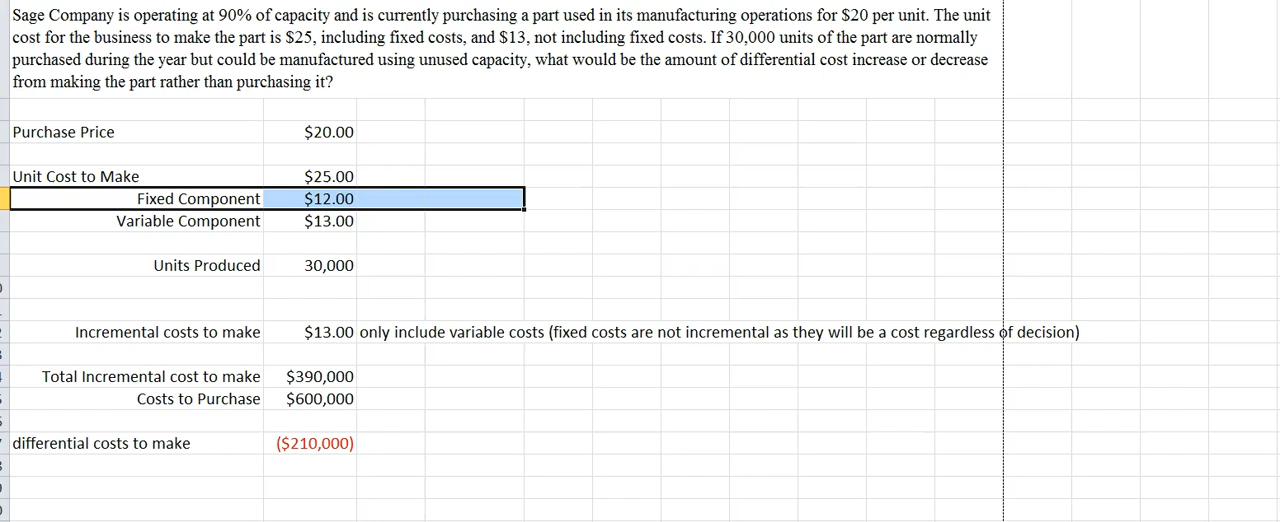 Sage Company is operating at 90% of capacity and is currently purchasing a part used in its manufacturing operations for $20 per unit. The unit
cost for the business to make the part is $25, including fixed costs, and $13, not including fixed costs. If 30,000 units of the part are normally
purchased during the year but could be manufactured using unused capacity, what would be the amount of differential cost increase or decrease
from making the part rather than purchasing it?
Purchase Price $20.00
Unit Cost to Make $25.00
Fixed Component $12.00
Variable Component $13.00
Units Produced 30,000
Incremental costs to make $13.00 only include variable costs (fixed costs are not incremental as they will be a cost regardless of decision)
Total Incremental cost to make $390,000
Costs to Purchase $600,000
differential costs to make ($210,000)